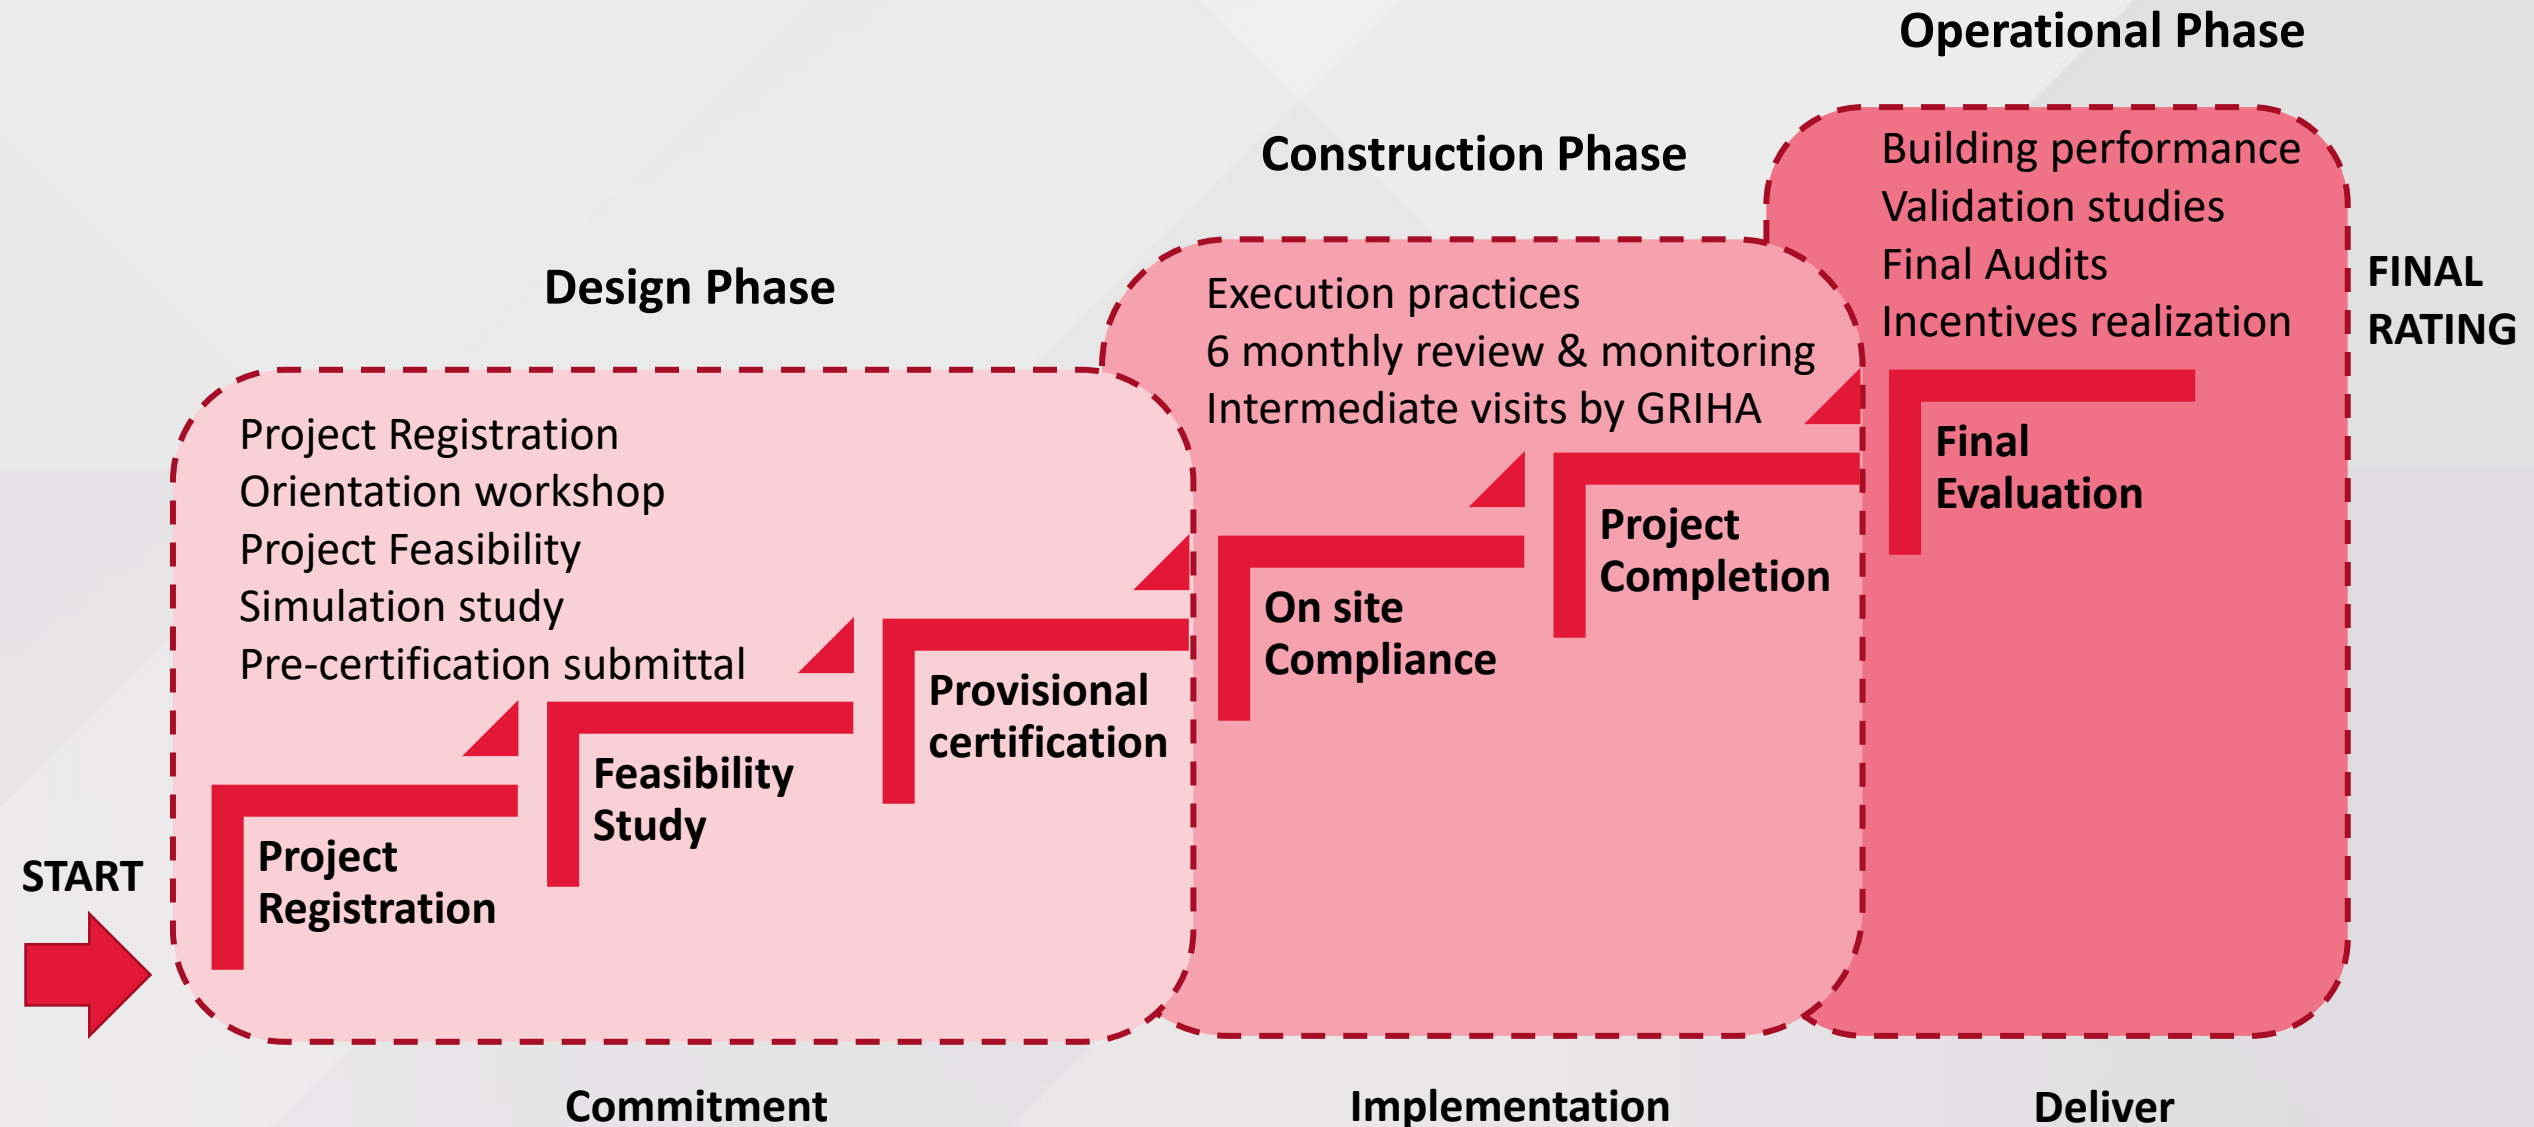 Operational Phase
Construction Phase
Design Phase
Building performance
Validation studies
Final Audits
Incentives realization
FINAL
RATING
Execution practices
6 monthly review & monitoring
Intermediate visits by GRIHA
Project Registration
Orientation workshop
Project Feasibility
Simulation study
Pre-certification submittal
START
Project
Registration
Feasibility
Study
Provisional
certification
On site
Compliance
Project
Completion
Final
Evaluation
Commitment
Implementation
Deliver